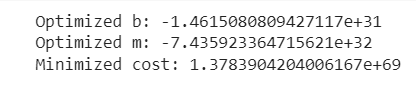 Optimized b: -1.4615080809427117e+31
Optimized m: -7.435923364715621e+32
Minimized cost: 1.3783904204006167e+69